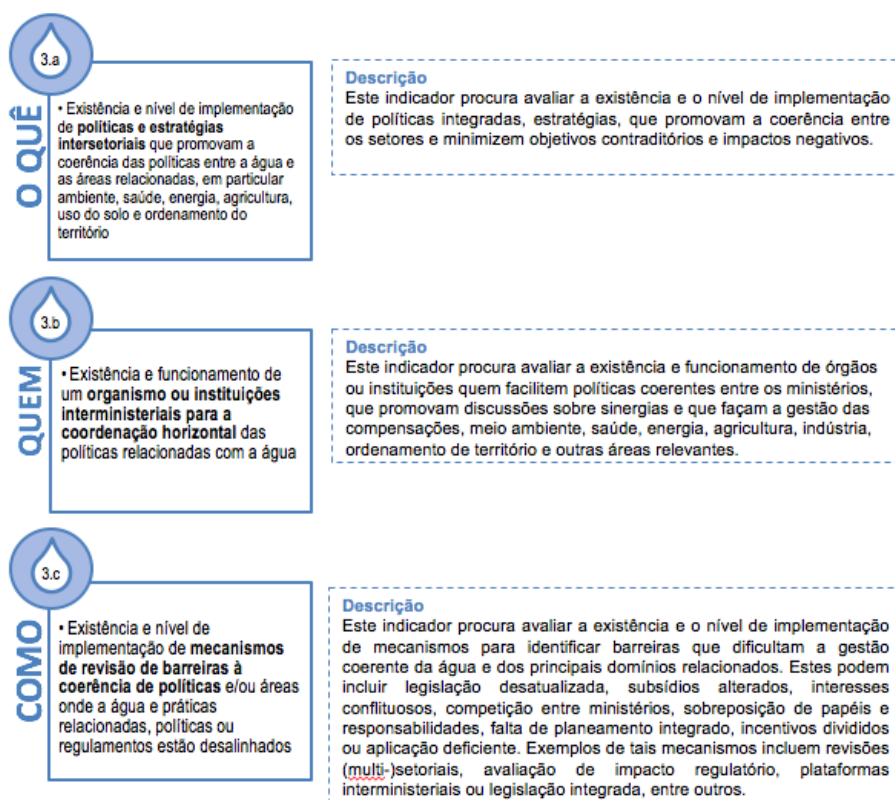 3.a
O QUÊ
• Existência e nível de implementação
de políticas e estratégias
intersetoriais que promovam a
coerência das políticas entre a água e
as áreas relacionadas, em particular
ambiente, saúde, energia, agricultura,
uso do solo e ordenamento do
território
Descrição
Este indicador procura avaliar a existência e o nível de implementação
de políticas integradas, estratégias, que promovam a coerência entre
os setores e minimizem objetivos contraditórios e impactos negativos.
3.b
QUEM
• Existência e funcionamento de
um organismo ou instituições
interministeriais para a
coordenação horizontal das
políticas relacionadas com a água
Descrição
Este indicador procura avaliar a existência e funcionamento de órgãos
ou instituições quem facilitem políticas coerentes entre os ministérios,
que promovam discussões sobre sinergias e que façam a gestão das
compensações, meio ambiente, saúde, energia, agricultura, indústria,
ordenamento de território e outras áreas relevantes.
3.c
COMO
• Existência e nível de
implementação de mecanismos
de revisão de barreiras à
coerência de políticas e/ou áreas
onde a água e práticas
relacionadas, políticas ou
regulamentos estão desalinhados
Descrição
Este indicador procura avaliar a existência e o nível de implementação
de mecanismos para identificar barreiras que dificultam a gestão
coerente da água e dos principais domínios relacionados. Estes podem
incluir legislação desatualizada, subsídios alterados, interesses
conflituosos, competição entre ministérios, sobreposição de papéis e
responsabilidades, falta de planeamento integrado, incentivos divididos
ou aplicação deficiente. Exemplos de tais mecanismos incluem revisões
(multi-)setoriais, avaliação de impacto regulatório, plataformas
interministeriais ou legislação integrada, entre outros.